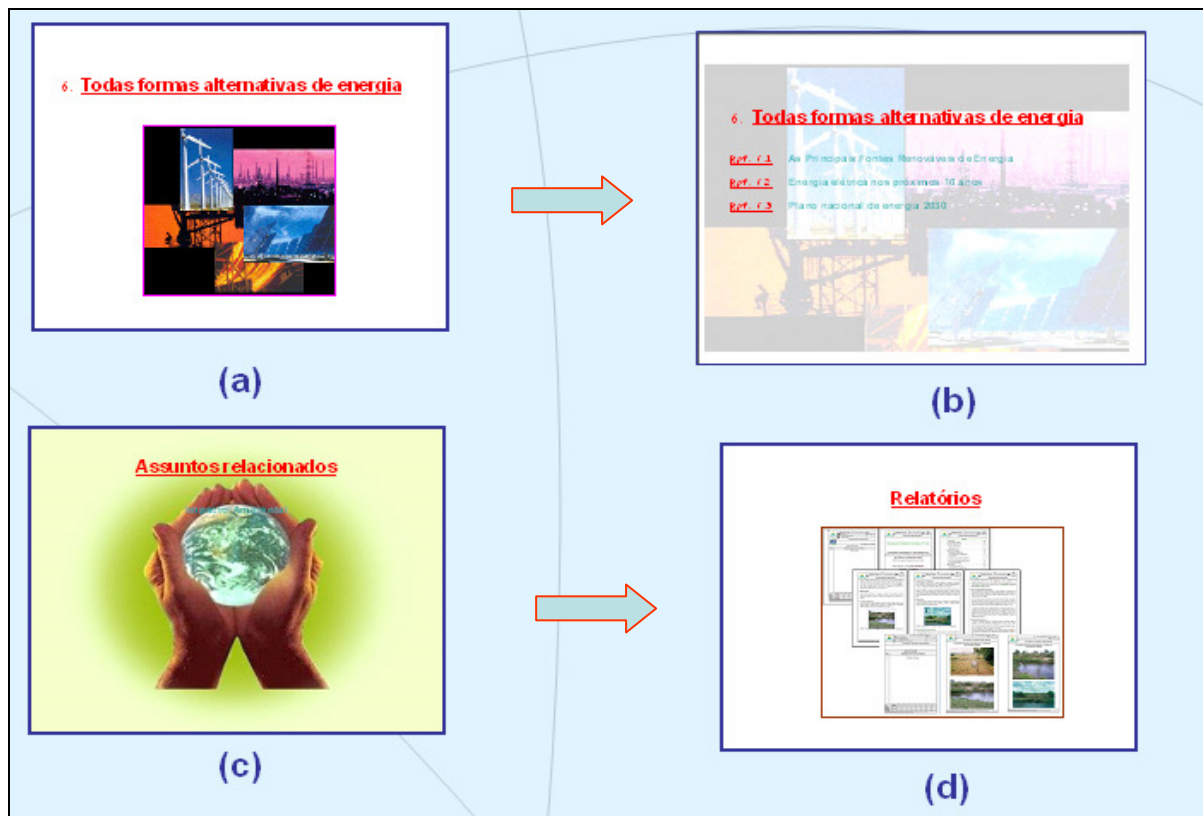 6. Todas formas alternativas de energia
(a)
6. Todas formas alternativas de energia
Ref. 6.1 As Principais Fontes Renováveis de Energia
Ref. 6.2 Energia elétrica nos próximos 10 anos
Ref. 6.3 Plano nacional de energia 2030
(b)
Assuntos relacionados
(c)
Relatórios
(d)